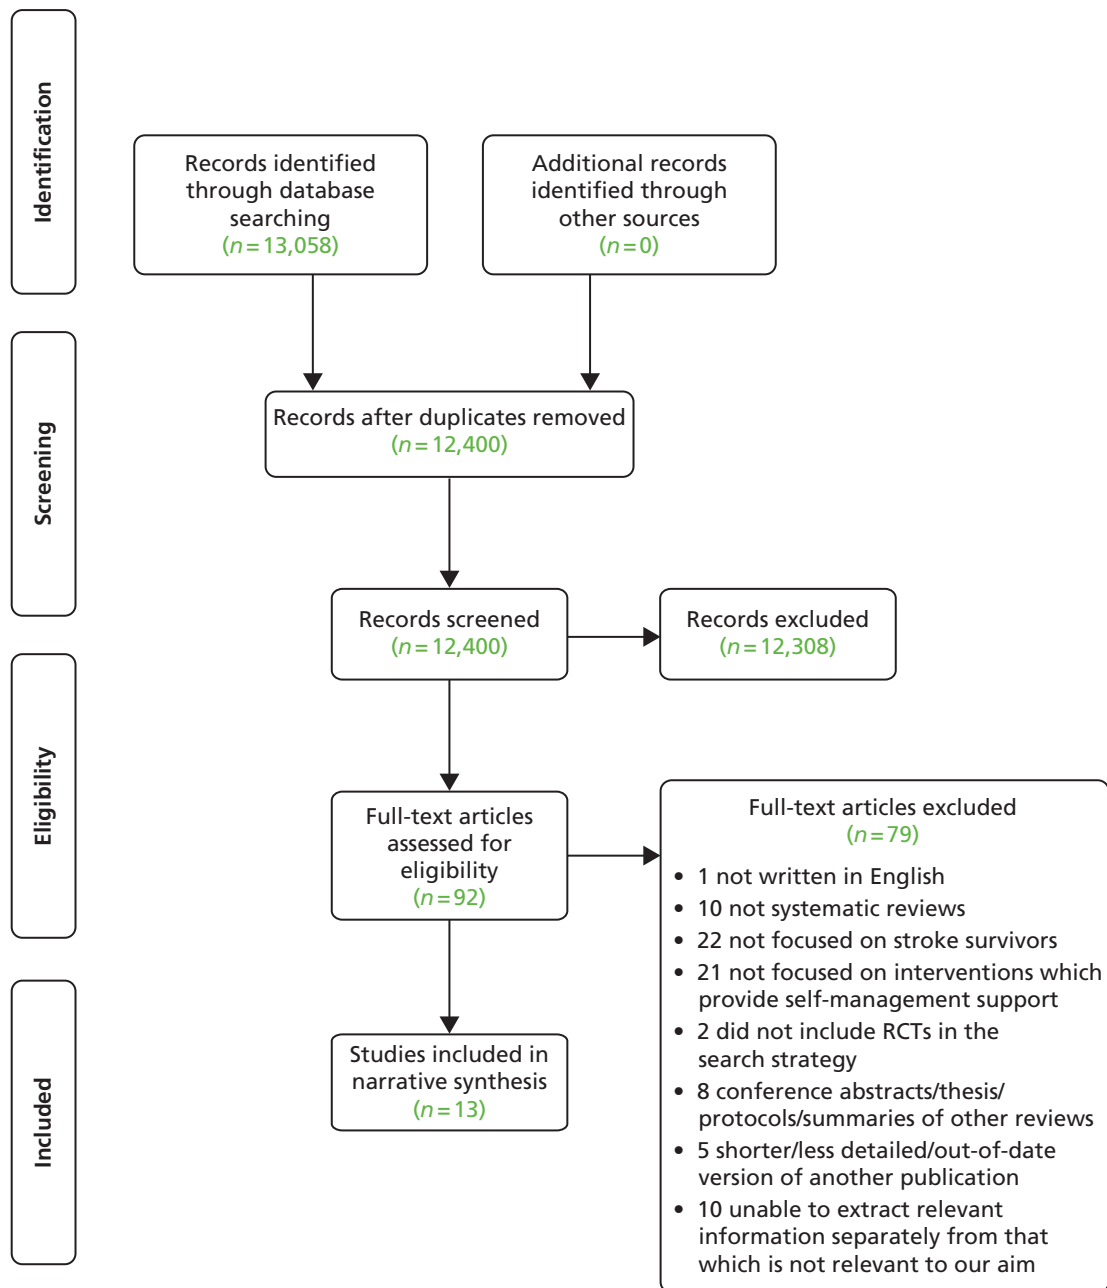 Identification
Records identified
through database
searching
(n=13,058)
Additional records
identified through
other sources
(n=0)
Screening
Records after duplicates removed
(n=12,400)
Records screened
(n=12,400)
Records excluded
(n=12,308)
Eligibility
Full-text articles
assessed for
eligibility
(n=92)
Full-text articles excluded
(n=79)
• 1 not written in English
• 10 not systematic reviews
• 22 not focused on stroke survivors
• 21 not focused on interventions which
provide self-management support
• 2 did not include RCTs in the
search strategy
• 8 conference abstracts/thesis/
protocols/summaries of other reviews
• 5 shorter/less detailed/out-of-date
version of another publication
• 10 unable to extract relevant
information separately from that
which is not relevant to our aim
Included
Studies included in
narrative synthesis
(n=13)